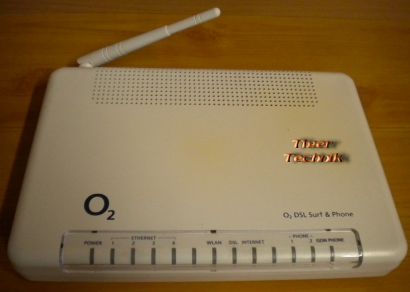 Tiger
Technik
O2
O2 DSL Surf & Phone
ETHERNET
PHONE
POWER 1 2 3 4 WLAN DSL INTERNET 1 2 ISDN PHONE